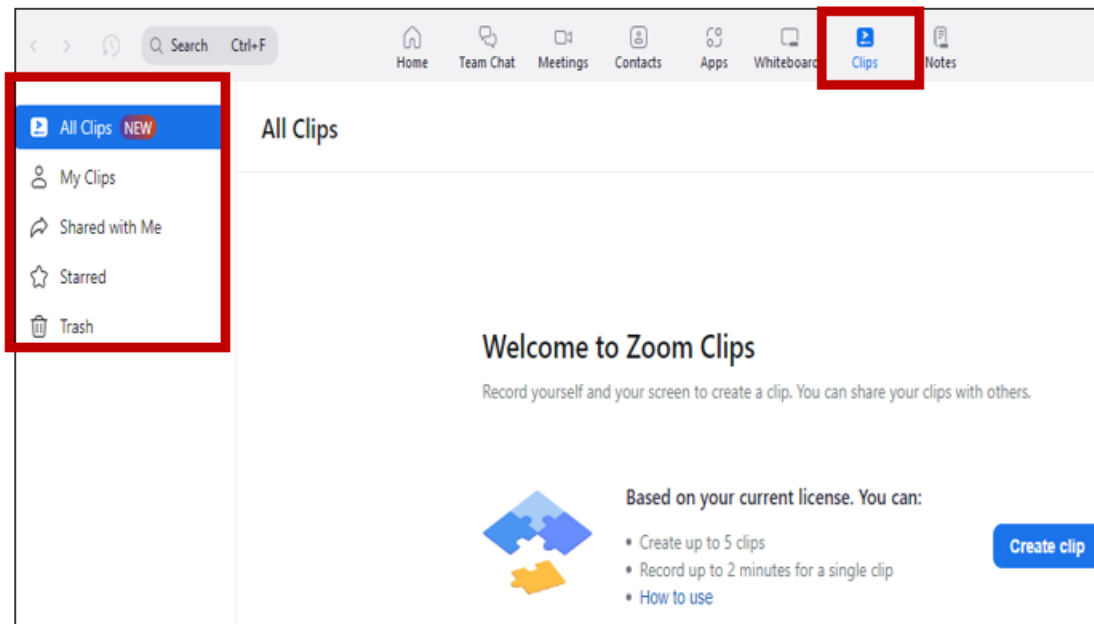 Search Ctrl+F
Home Team Chat Meetings Contacts Apps Whiteboard Clips Notes
All Clips NEW
My Clips
Shared with Me
Starred
Trash
All Clips
Welcome to Zoom Clips
Record yourself and your screen to create a clip. You can share your clips with others.
Based on your current license. You can:
• Create up to 5 clips
• Record up to 2 minutes for a single clip
• How to use
Create clip